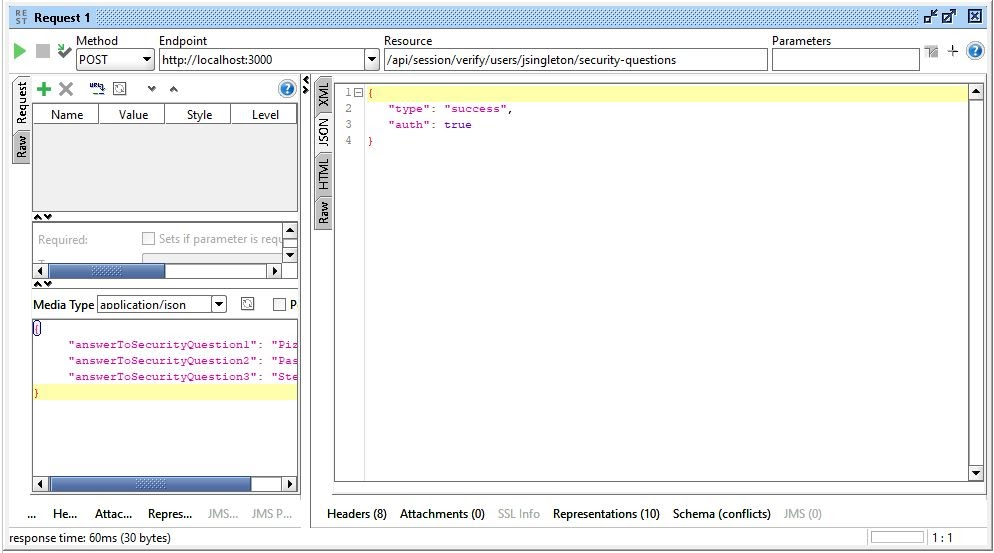 RE
ST
Request 1
Method
Endpoint
Resource
Parameters
POST
http://localhost:3000
/api/session/verify/users/jsingleton/security-questions
Request
Raw
Name Value Style Level
Required:
Sets if parameter is requ
Media Type
application/json
P
{
"answerToSecurityQuestion1": "Piz
"answerToSecurityQuestion2": "Pas
"answerToSecurityQuestion3": "Ste
}
... He... Attac... Repres... JMS... JMS P...
XML
JSON
HTML
Raw
1 {
2 "type": "success",
3 "auth": true
4 }
Headers (8) Attachments (0) SSL Info Representations (10) Schema (conflicts) JMS (0)
response time: 60ms (30 bytes)
1 : 1